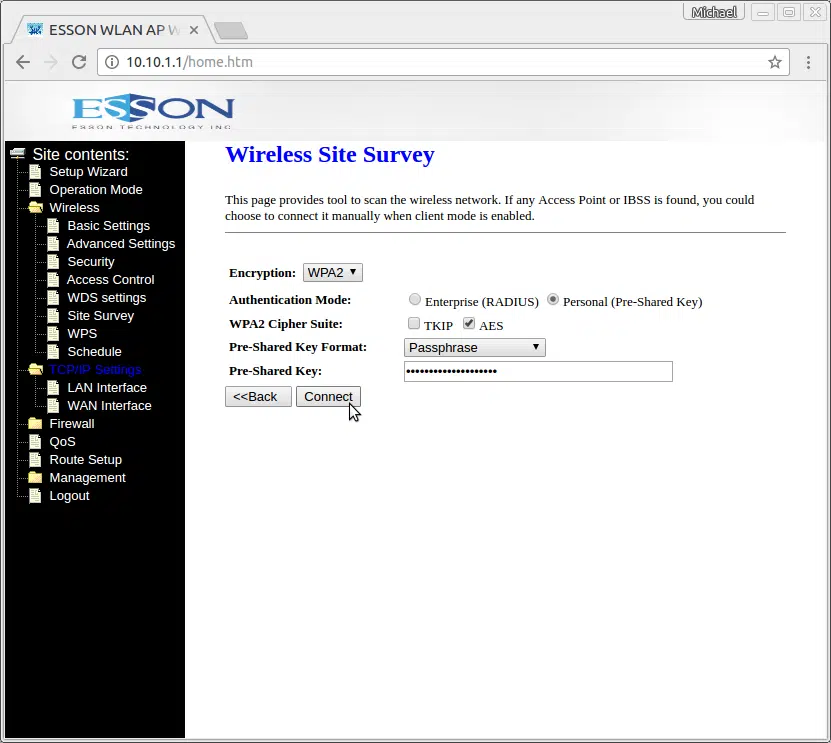 Michael
ESSON WLAN AP W
10.10.1.1/home.htm
ESSON
ESSON TECHNOLOGY INC.
Site contents:
Setup Wizard
Operation Mode
Wireless
Basic Settings
Advanced Settings
Security
Access Control
WDS settings
Site Survey
WPS
Schedule
TCP/IP Settings
LAN Interface
WAN Interface
Firewall
QoS
Route Setup
Management
Logout
Wireless Site Survey
This page provides tool to scan the wireless network. If any Access Point or IBSS is found, you could
choose to connect it manually when client mode is enabled.
Encryption: WPA2
Authentication Mode: Enterprise (RADIUS) Personal (Pre-Shared Key)
WPA2 Cipher Suite: TKIP AES
Pre-Shared Key Format: Passphrase
Pre-Shared Key: ••••••••••••••••••••
<<Back Connect